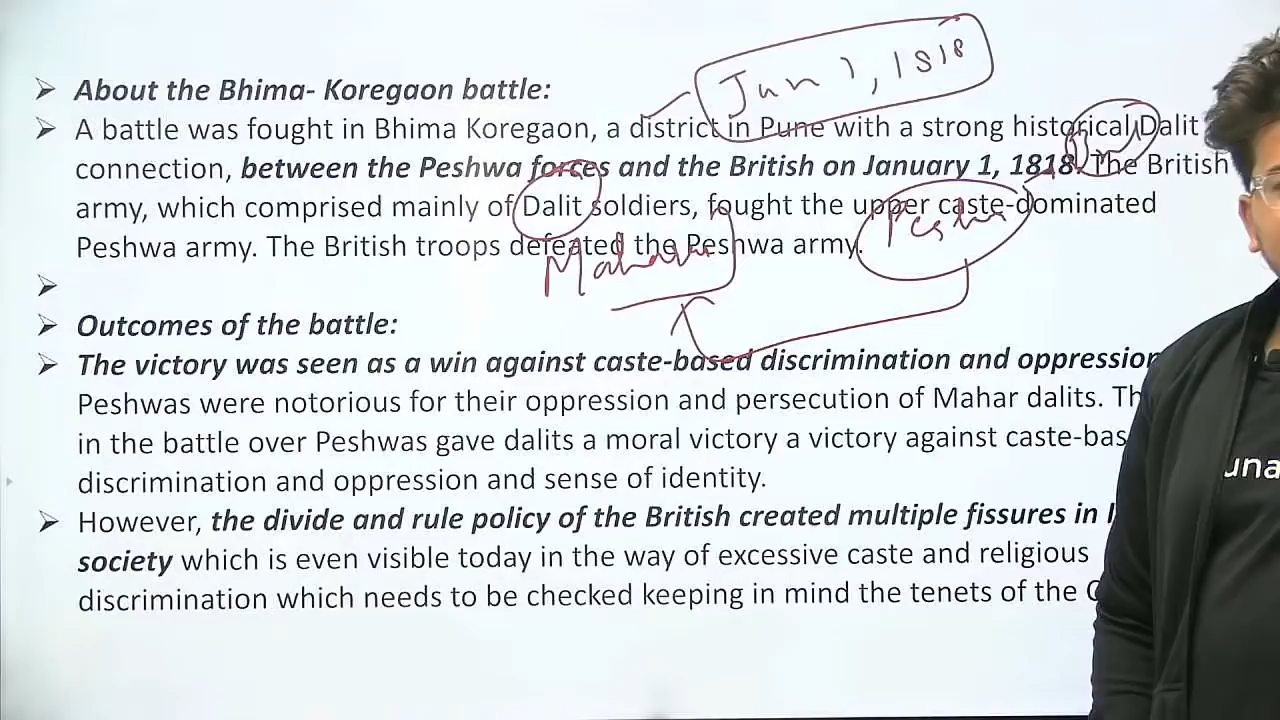 Jun 1, 1818
➢ About the Bhima- Koregaon battle:
➢ A battle was fought in Bhima Koregaon, a district in Pune with a strong historical Dalit
connection, between the Peshwa forces and the British on January 1, 1818. The British
army, which comprised mainly of Dalit soldiers, fought the upper caste-dominated
Peshwa
Peshwa army. The British troops defeated the Peshwa army.
➢
➢ Outcomes of the battle:
➢ The victory was seen as a win against caste-based discrimination and oppression
Peshwas were notorious for their oppression and persecution of Mahar dalits. Th
in the battle over Peshwas gave dalits a moral victory a victory against caste-bas
discrimination and oppression and sense of identity.
➢ However, the divide and rule policy of the British created multiple fissures in
society which is even visible today in the way of excessive caste and religious
discrimination which needs to be checked keeping in mind the tenets of the C
una